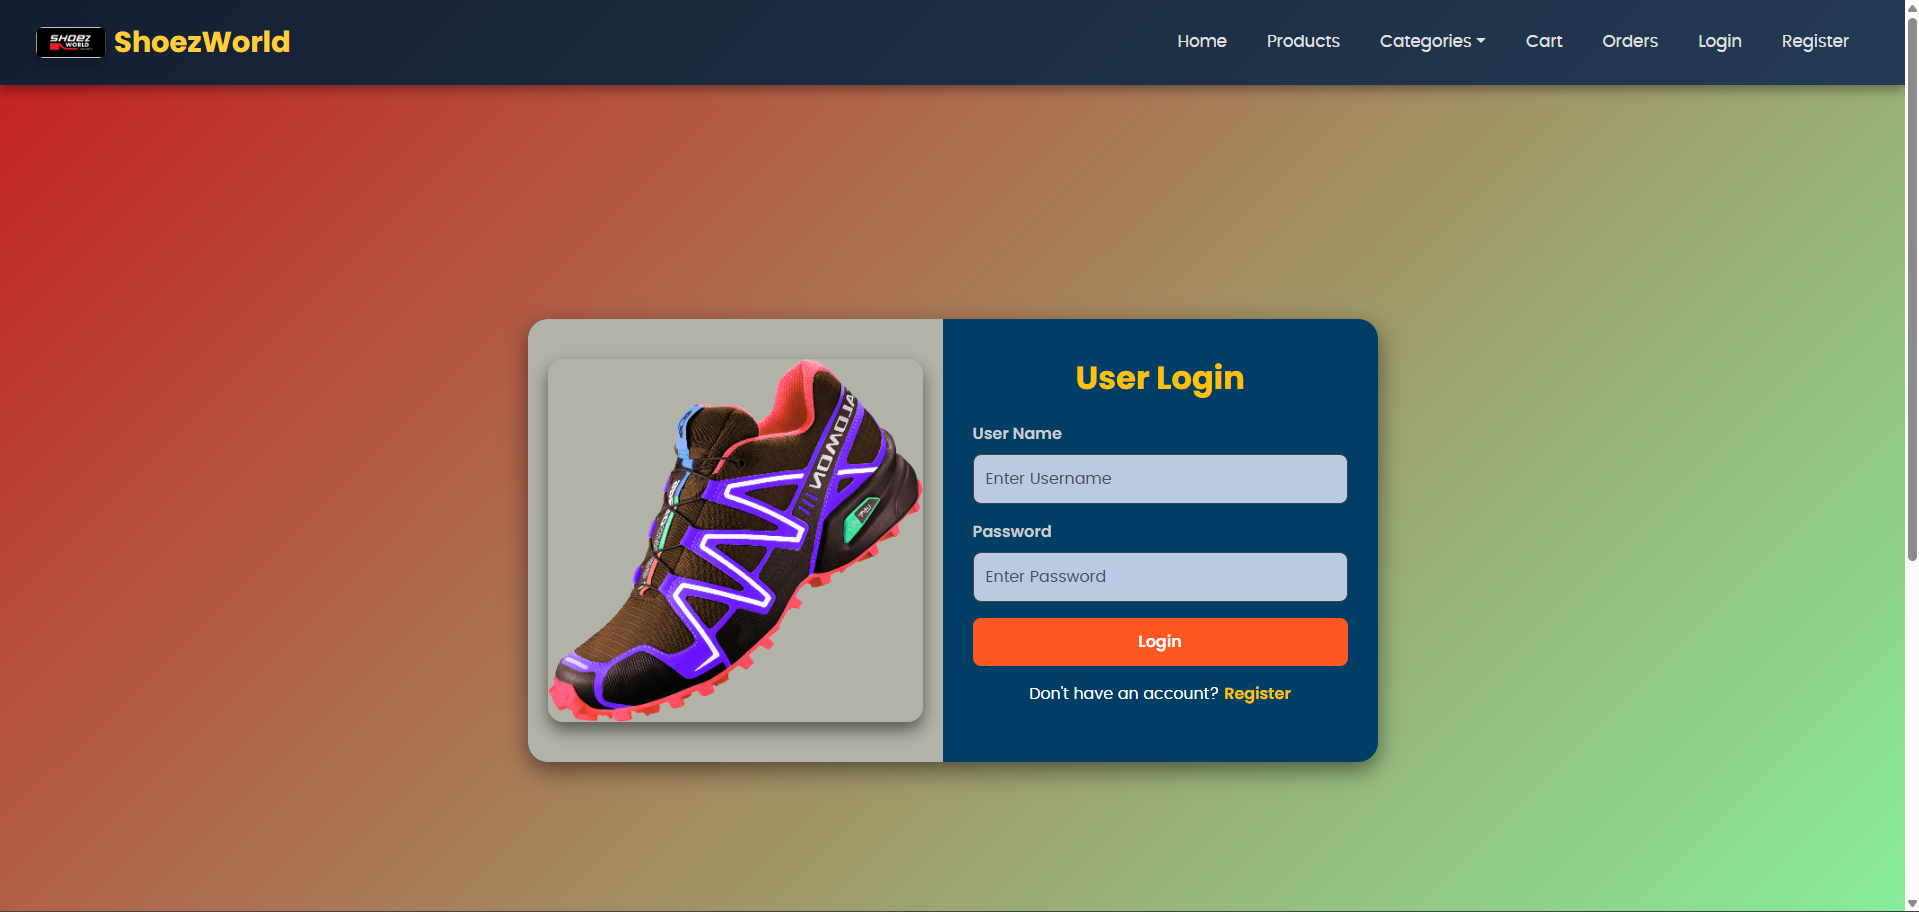 SHOEZ
WORLD
ShoezWorld
Home
Products
Categories
Cart
Orders
Login
Register
SALOMON
User Login
User Name
Enter Username
Password
Enter Password
Login
Don't have an account? Register